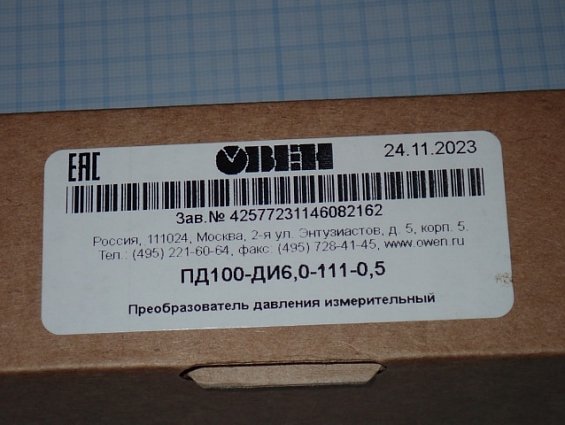 EAC ОВЕН 24.11.2023
Зав.№ 42577231146082162
Россия, 111024, Москва, 2-я ул. Энтузиастов, д. 5, корп. 5.
Тел.: (495) 221-60-64, факс: (495) 728-41-45, www.owen.ru
ПД100-ДИ6,0-111-0,5
Преобразователь давления измерительный